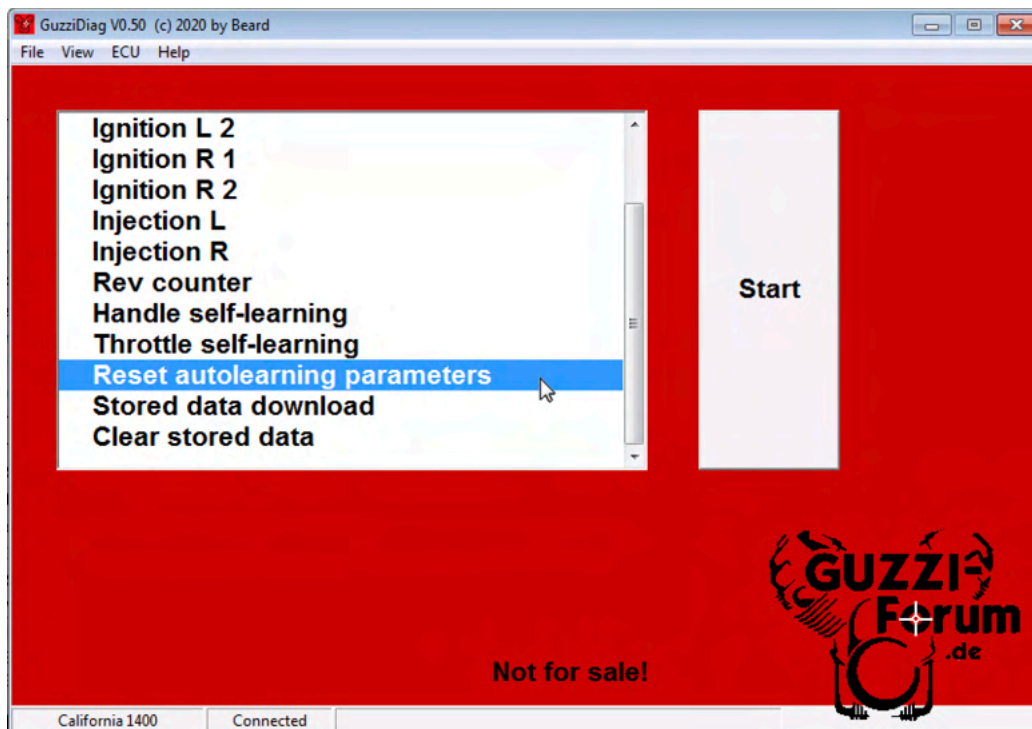 GuzziDiag V0.50 (c) 2020 by Beard
File View ECU Help
Ignition L 2
Ignition R 1
Ignition R 2
Injection L
Injection R
Rev counter
Handle self-learning
Throttle self-learning
Reset autolearning parameters
Stored data download
Clear stored data
Start
GUZZI-
Forum
.de
Not for sale!
California 1400 Connected